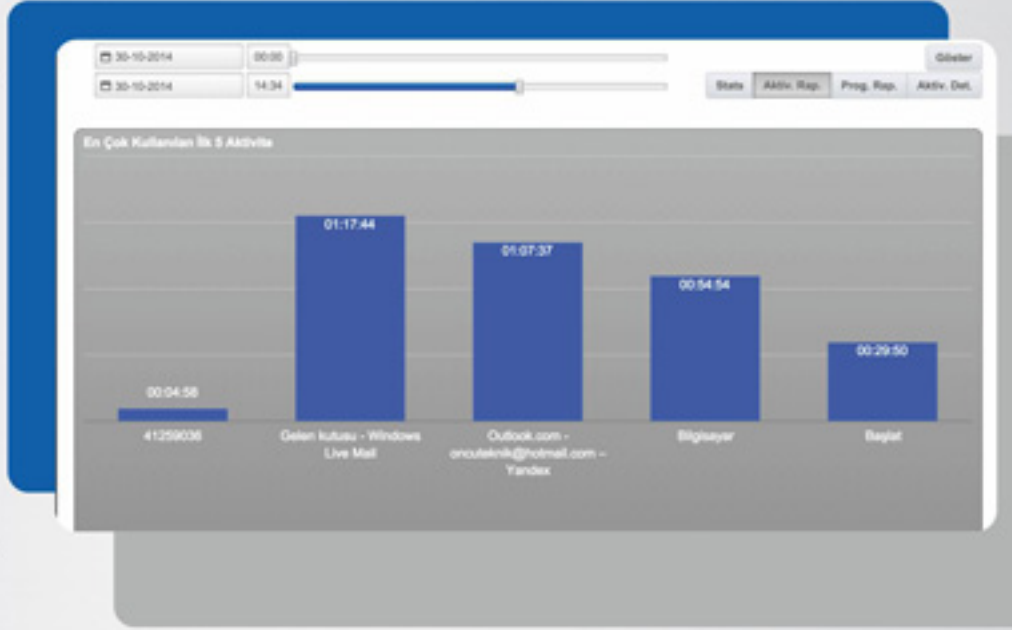 30-10-2014 00:00 Göster
30-10-2014 14:34 Stats Aktiv. Rap. Prog. Rap. Aktiv. Det.
En Çok Kullanılan İlk 5 Aktivite
01:17:44
01:07:37
00:54:54
00:29:50
00:04:58
41259036
Gelen kutusu - Windows
Live Mail
Outlook.com -
oncuteknik@hotmail.com –
Yandex
Bilgisayar
Başlat